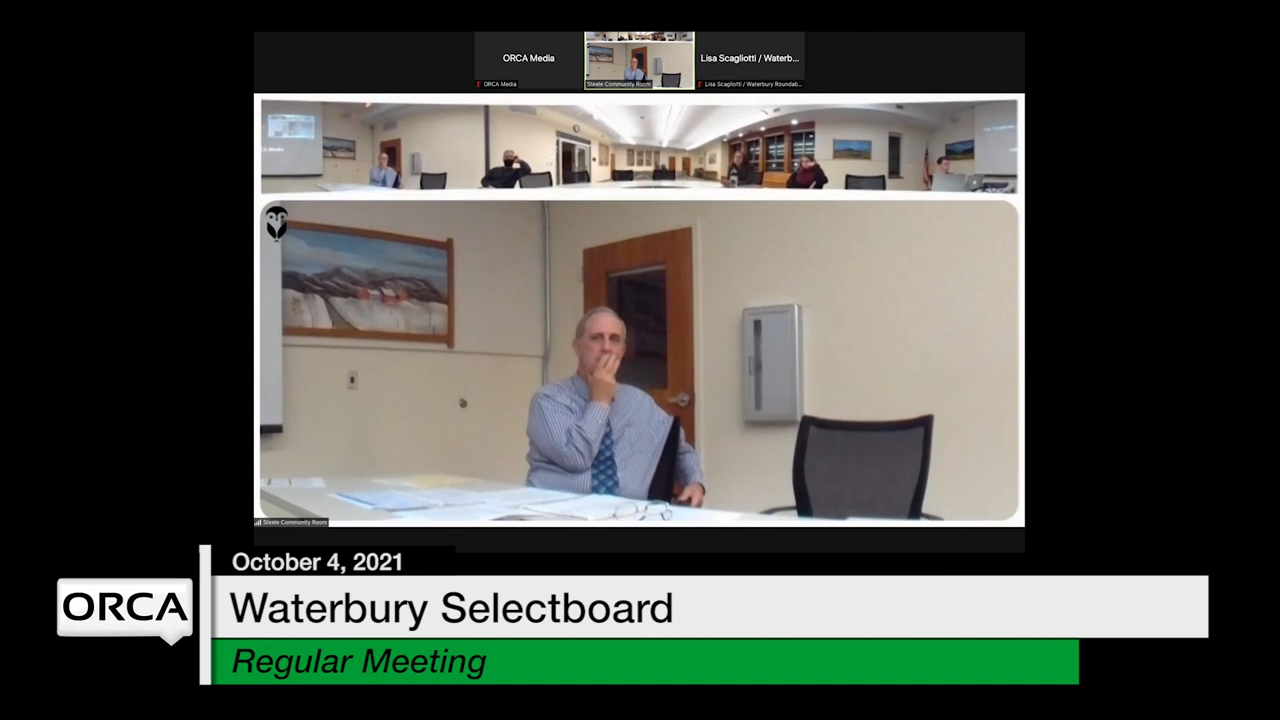 ORCA Media
Lisa Scagliotti / Waterb...
ORCA Media
Steele Community Room
Lisa Scagliotti / Waterbury Roundab...
Steele Community Room
October 4, 2021
ORCA
Waterbury Selectboard
Regular Meeting